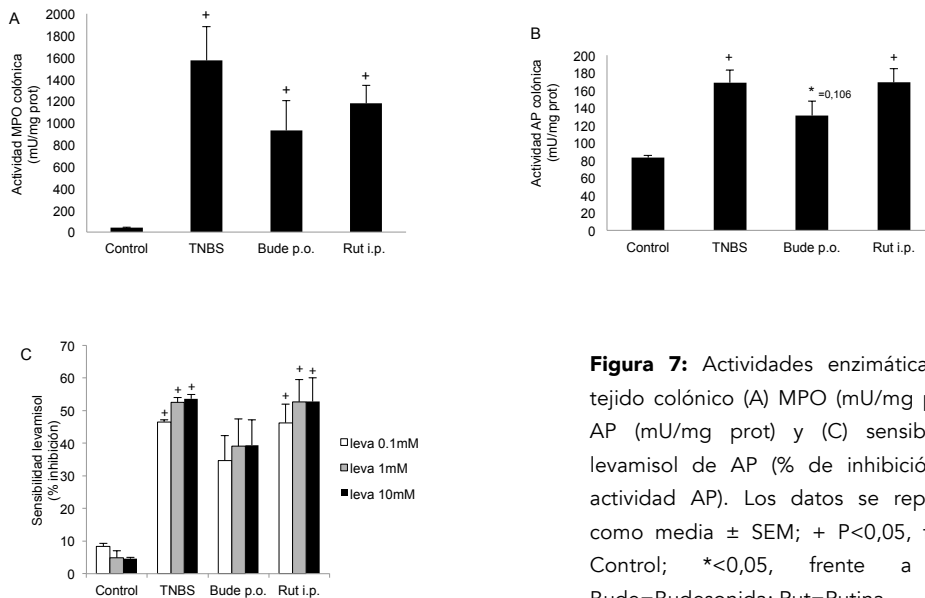 A
Actividad MPO colónica
(mU/mg prot)
2000
1800
1600
1400
1200
1000
800
600
400
200
0
+
+
+
Control TNBS Bude p.o. Rut i.p.
B
Actividad AP colónica
(mU/mg prot)
200
180
160
140
120
100
80
60
40
20
0
+
* =0,106
+
Control TNBS Bude p.o. Rut i.p.
C
Sensibilidad levamisol
(% inhibición)
70
60
50
40
30
20
10
0
+ + +
+ + +
leva 0.1mM
leva 1mM
leva 10mM
Control TNBS Bude p.o. Rut i.p.
Figura 7: Actividades enzimática
tejido colónico (A) MPO (mU/mg
AP (mU/mg prot) y (C) sensib
levamisol de AP (% de inhibició
actividad AP). Los datos se rep
como media ± SEM; + P<0,05,
Control; *<0,05, frente a
Bude=Budesonida; Rut=Rutina